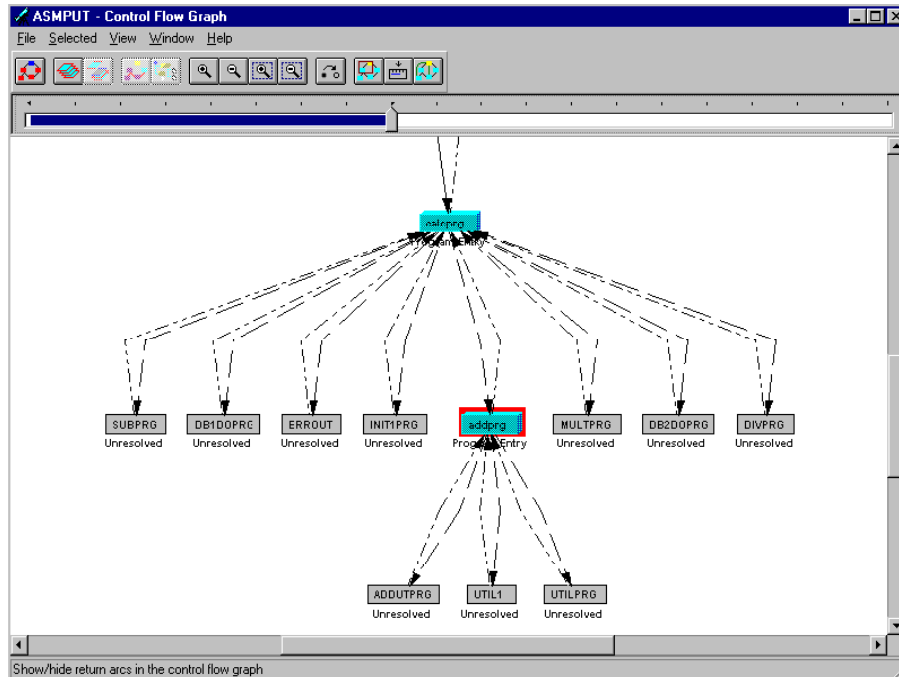 ASMPUT - Control Flow Graph
File Selected View Window Help
calcprg
Program Entry
SUBPRG DB1DOPRG ERROUT INIT1PRG addprg MULTPRG DB2DOPRG DIVPRG
Unresolved Unresolved Unresolved Unresolved Program Entry Unresolved Unresolved Unresolved
ADDUTPRG UTIL1 UTILPRG
Unresolved Unresolved Unresolved
Show/hide return arcs in the control flow graph